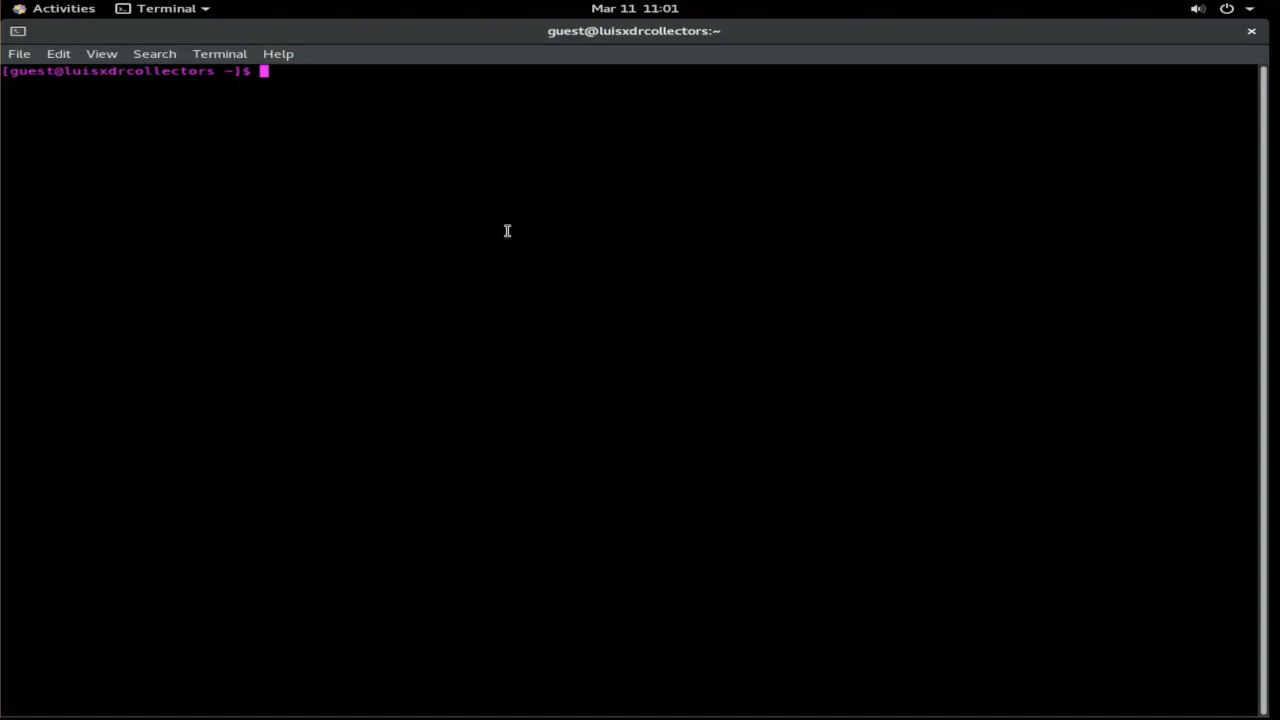 Activities Terminal Mar 11 11:01
guest@luisxdrcollectors:~ ×
File Edit View Search Terminal Help
[guest@luisxdrcollectors ~]$